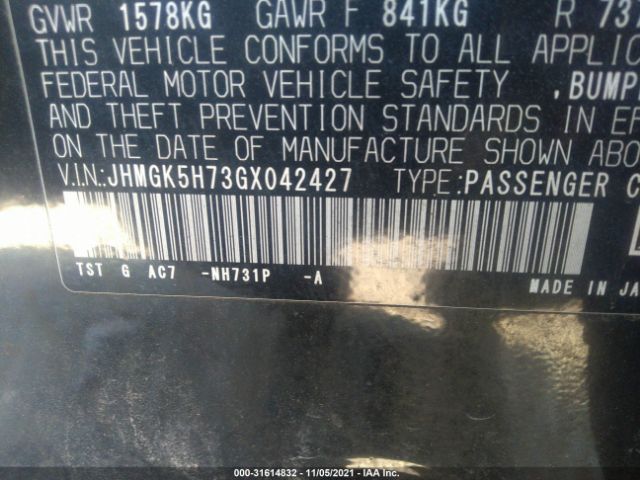 GVWR 1578KG GAWR F 841KG R 73
THIS VEHICLE CONFORMS TO ALL APPLIC
FEDERAL MOTOR VEHICLE SAFETY , BUMP
AND THEFT PREVENTION STANDARDS IN EF
ON THE DATE OF MANUFACTURE SHOWN ABO
V.I.N.:JHMGK5H73GX042427 TYPE:PASSENGER C
TST G AC7 -NH731P -A MADE IN JA
000-31614832 - 11/05/2021 - IAA Inc.